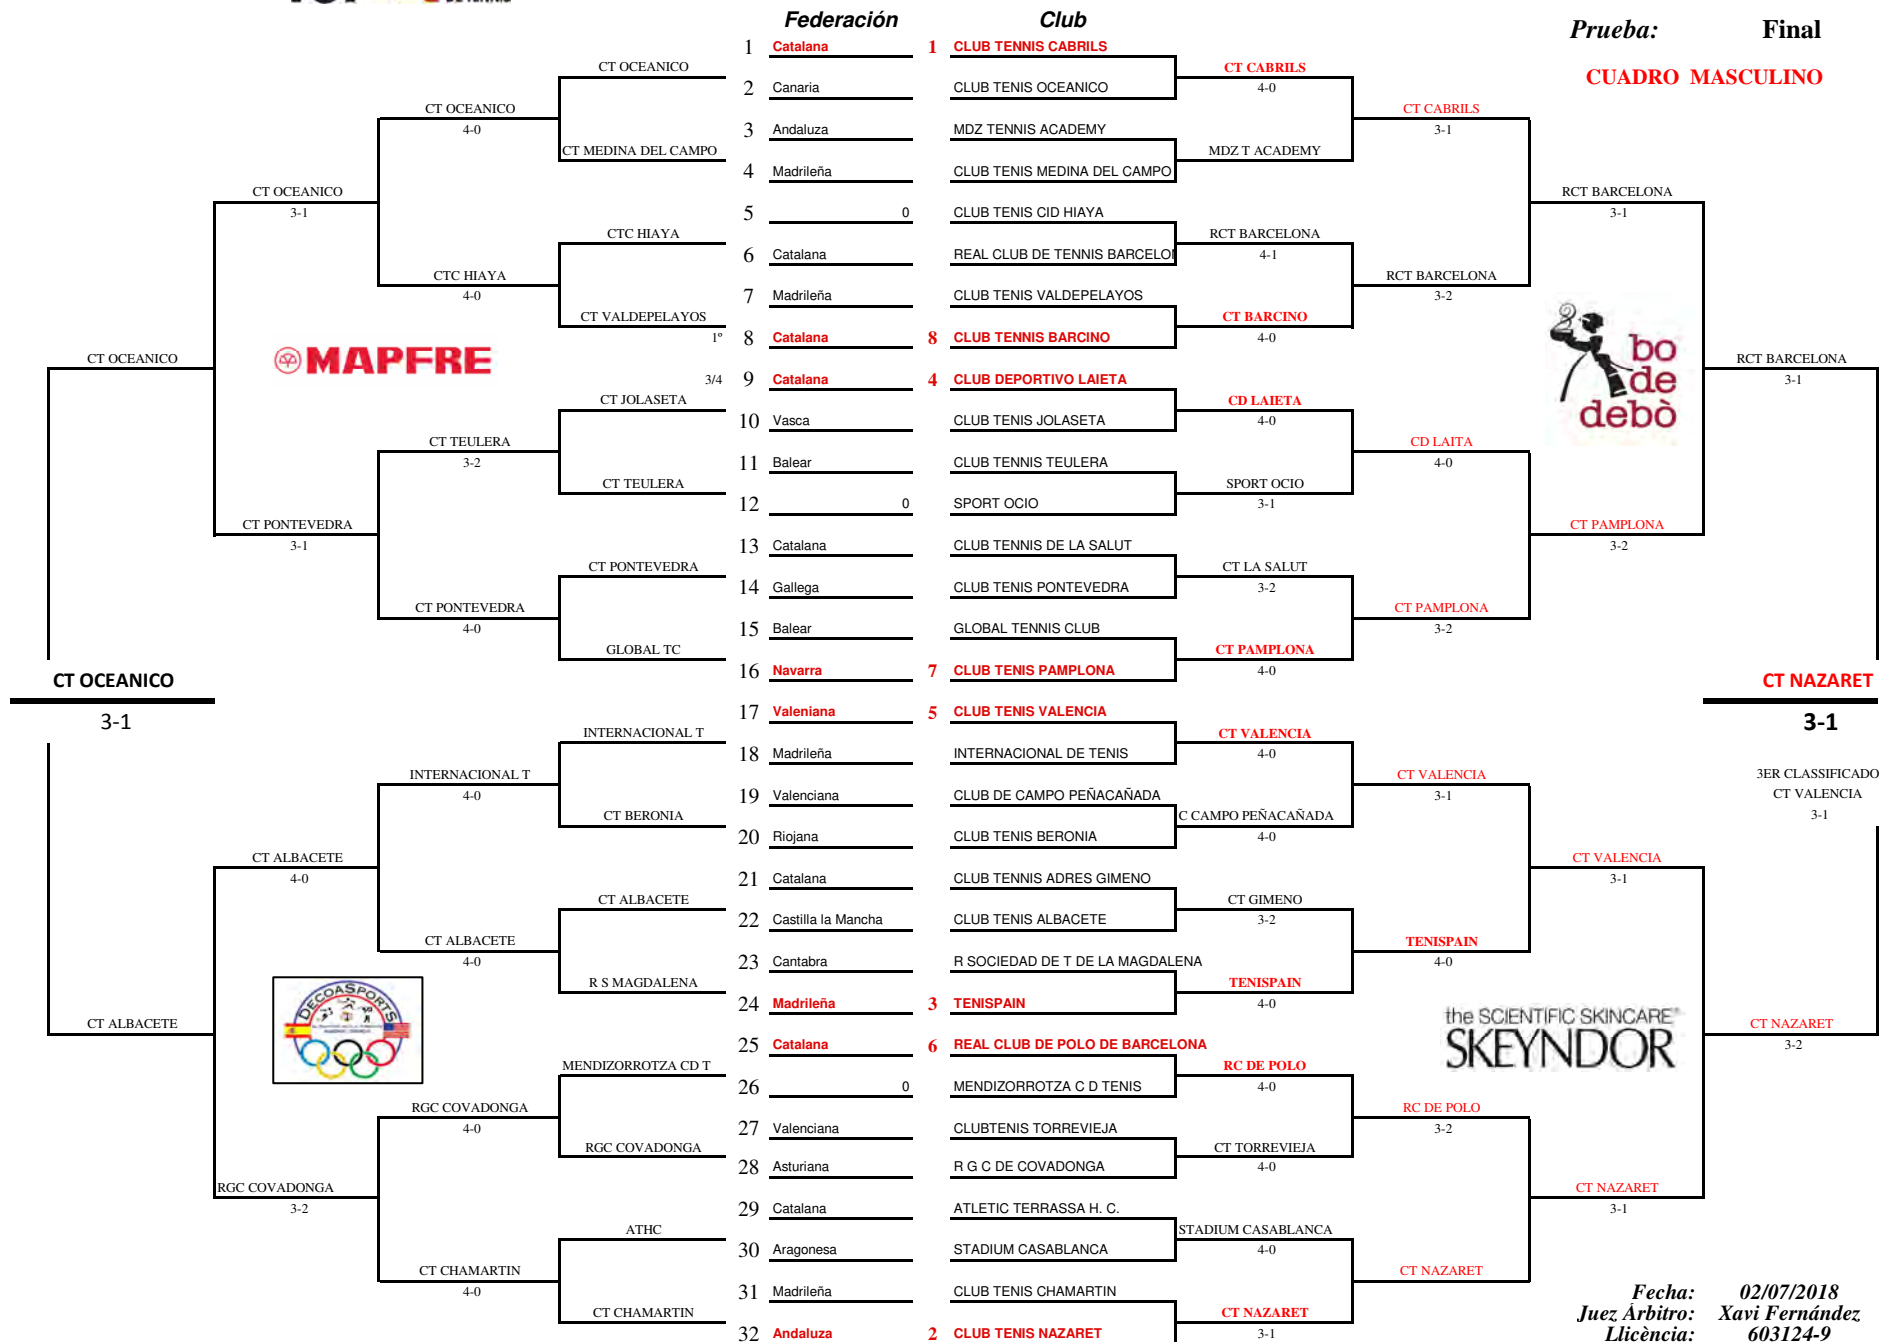 Federación Club
Prueba: Final
CUADRO MASCULINO
1 Catalana 1 CLUB TENNIS CABRILS
CT OCEANICO CT CABRILS
4-0
2 Canaria CLUB TENIS OCEANICO
CT OCEANICO CT CABRILS
4-0 3-1
3 Andaluza MDZ TENNIS ACADEMY
CT MEDINA DEL CAMPO MDZ T ACADEMY
4 Madrileña CLUB TENIS MEDINA DEL CAMPO
CT OCEANICO RCT BARCELONA
3-1 3-1
5 0 CLUB TENIS CID HIAYA
CTC HIAYA RCT BARCELONA
4-1
6 Catalana REAL CLUB DE TENNIS BARCELO
CTC HIAYA RCT BARCELONA
4-0 3-2
7 Madrileña CLUB TENIS VALDEPELAYOS
CT VALDEPELAYOS CT BARCINO
1º 8 Catalana 8 CLUB TENNIS BARCINO 4-0
MAPFRE
bo de debò
CT OCEANICO RCT BARCELONA
3-1
3/4 9 Catalana 4 CLUB DEPORTIVO LAIETA
CT JOLASETA CD LAIETA
4-0
10 Vasca CLUB TENIS JOLASETA
CT TEULERA CD LAITA
3-2 4-0
11 Balear CLUB TENNIS TEULERA
CT TEULERA SPORT OCIO
3-1
12 0 SPORT OCIO
CT PONTEVEDRA CT PAMPLONA
3-1 3-2
13 Catalana CLUB TENNIS DE LA SALUT
CT PONTEVEDRA CT LA SALUT
3-2
14 Gallega CLUB TENIS PONTEVEDRA
CT PONTEVEDRA CT PAMPLONA
4-0 3-2
15 Balear GLOBAL TENNIS CLUB
GLOBAL TC CT PAMPLONA
4-0
16 Navarra 7 CLUB TENIS PAMPLONA
CT OCEANICO CT NAZARET
3-1 3-1
17 Valeniana 5 CLUB TENIS VALENCIA
INTERNACIONAL T CT VALENCIA
4-0
18 Madrileña INTERNACIONAL DE TENIS
INTERNACIONAL T CT VALENCIA
4-0 3-1
3ER CLASSIFICADO
CT VALENCIA
3-1
19 Valenciana CLUB DE CAMPO PEÑACAÑADA
CT BERONIA C CAMPO PEÑACAÑADA
4-0
20 Riojana CLUB TENIS BERONIA
CT ALBACETE CT VALENCIA
4-0 3-1
21 Catalana CLUB TENNIS ADRES GIMENO
CT ALBACETE CT GIMENO
3-2
22 Castilla la Mancha CLUB TENIS ALBACETE
CT ALBACETE TENISPAIN
4-0 4-0
23 Cantabra R SOCIEDAD DE T DE LA MAGDALENA
R S MAGDALENA TENISPAIN
4-0
24 Madrileña 3 TENISPAIN
DECOASPORTS
the SCIENTIFIC SKINCARE
SKEYNDOR
CT ALBACETE CT NAZARET
3-2
25 Catalana 6 REAL CLUB DE POLO DE BARCELONA
MENDIZORROTZA CD T RC DE POLO
4-0
26 0 MENDIZORROTZA C D TENIS
RGC COVADONGA RC DE POLO
4-0 3-2
27 Valenciana CLUBTENIS TORREVIEJA
RGC COVADONGA CT TORREVIEJA
4-0
28 Asturiana R G C DE COVADONGA
RGC COVADONGA CT NAZARET
3-2 3-1
29 Catalana ATLETIC TERRASSA H. C.
ATHC STADIUM CASABLANCA
4-0
30 Aragonesa STADIUM CASABLANCA
CT CHAMARTIN CT NAZARET
4-0
31 Madrileña CLUB TENIS CHAMARTIN
CT CHAMARTIN CT NAZARET
3-1
32 Andaluza 2 CLUB TENIS NAZARET
Fecha: 02/07/2018
Juez Árbitro: Xavi Fernández
Llicència: 603124-9